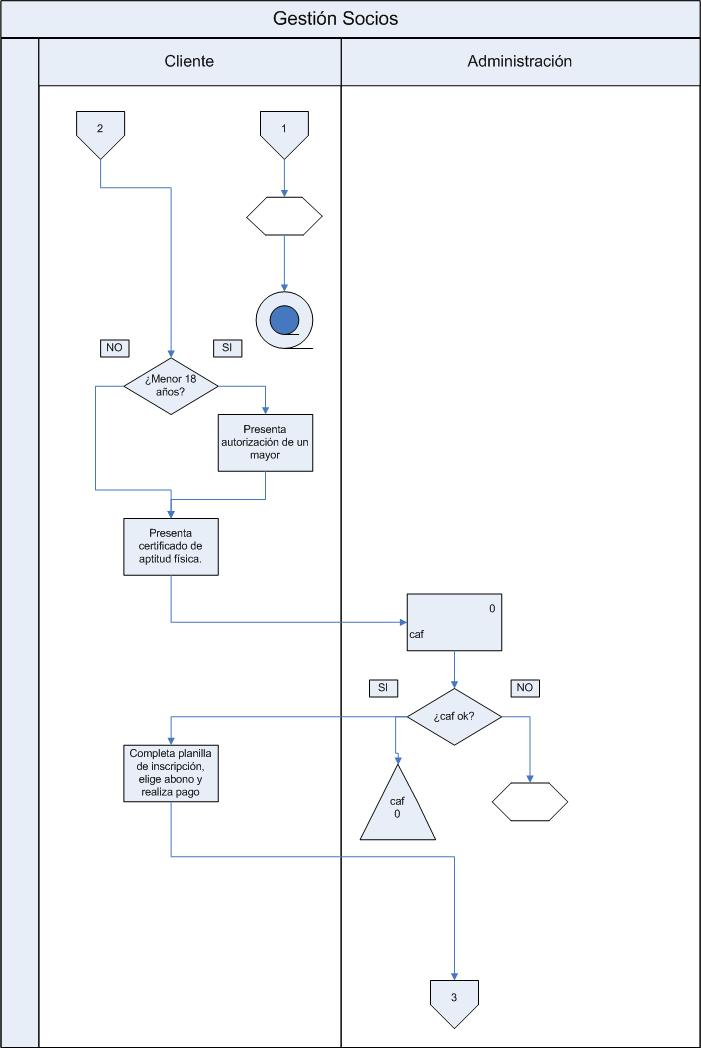 Gestión Socios
Cliente
Administración
2
1
NO
SI
¿Menor 18
años?
Presenta
autorización de un
mayor
Presenta
certificado de
aptitud física.
0
caf
SI
NO
¿caf ok?
Completa planilla
de inscripción,
elige abono y
realiza pago
caf
0
3